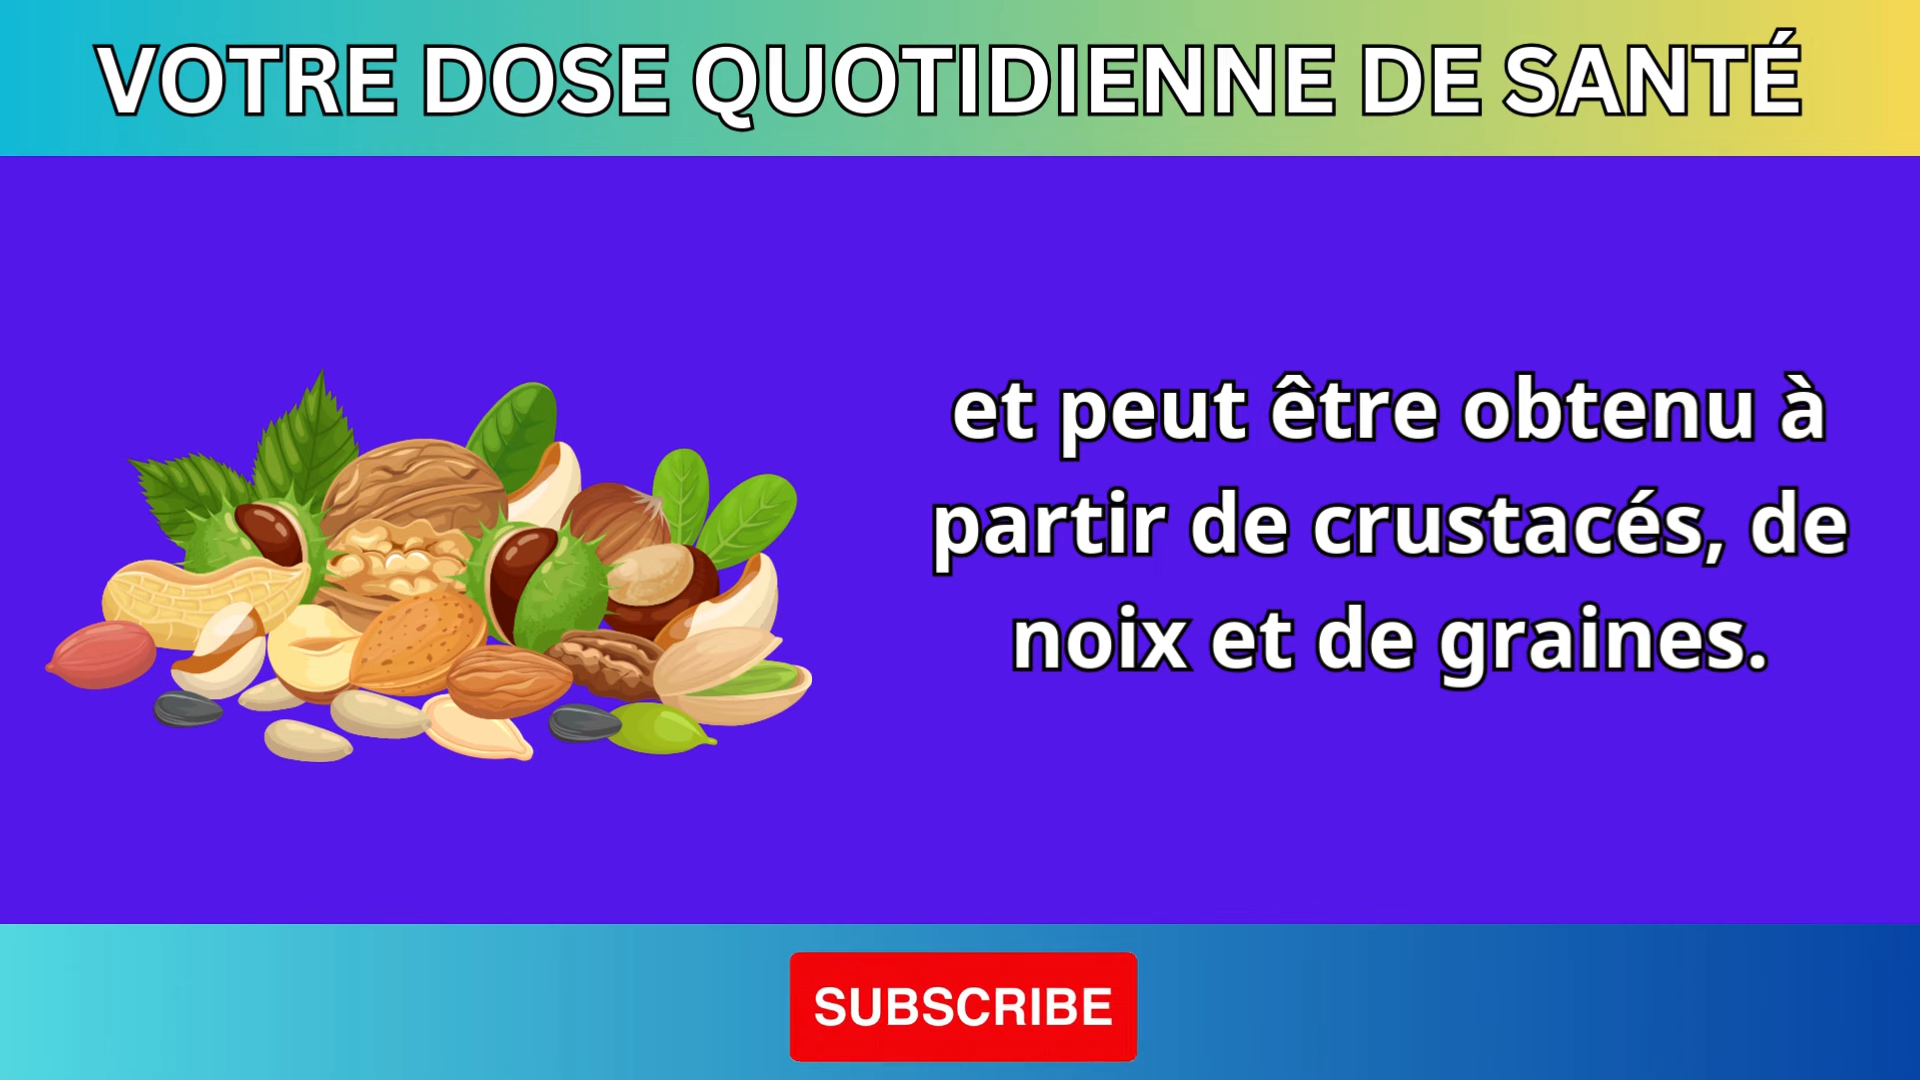 VOTRE DOSE QUOTIDIENNE DE SANTÉ
et peut être obtenu à
partir de crustacés, de
noix et de graines.
SUBSCRIBE